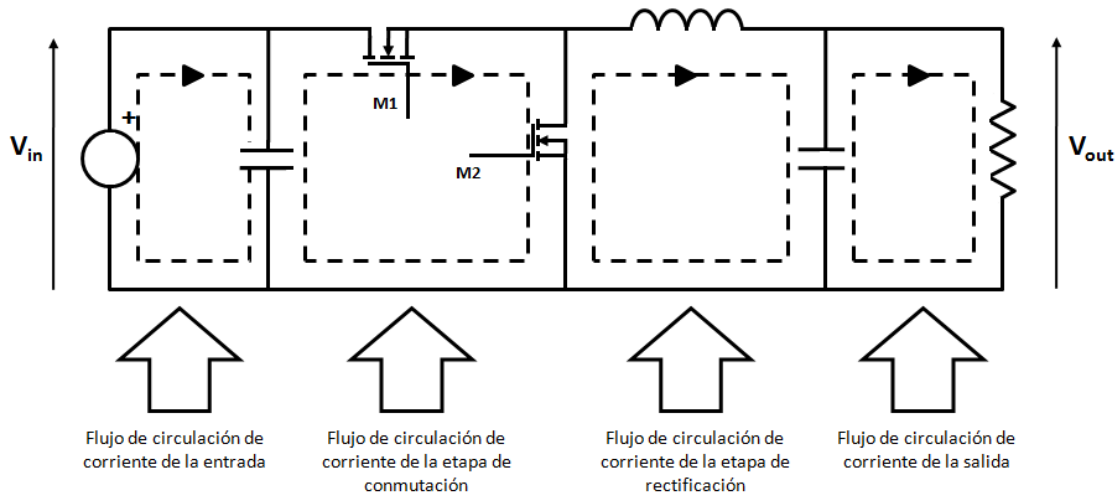 +
M1
V_in
M2
V_out
Flujo de circulación de
corriente de la entrada
Flujo de circulación de
corriente de la etapa de
conmutación
Flujo de circulación de
corriente de la etapa de
rectificación
Flujo de circulación de
corriente de la salida